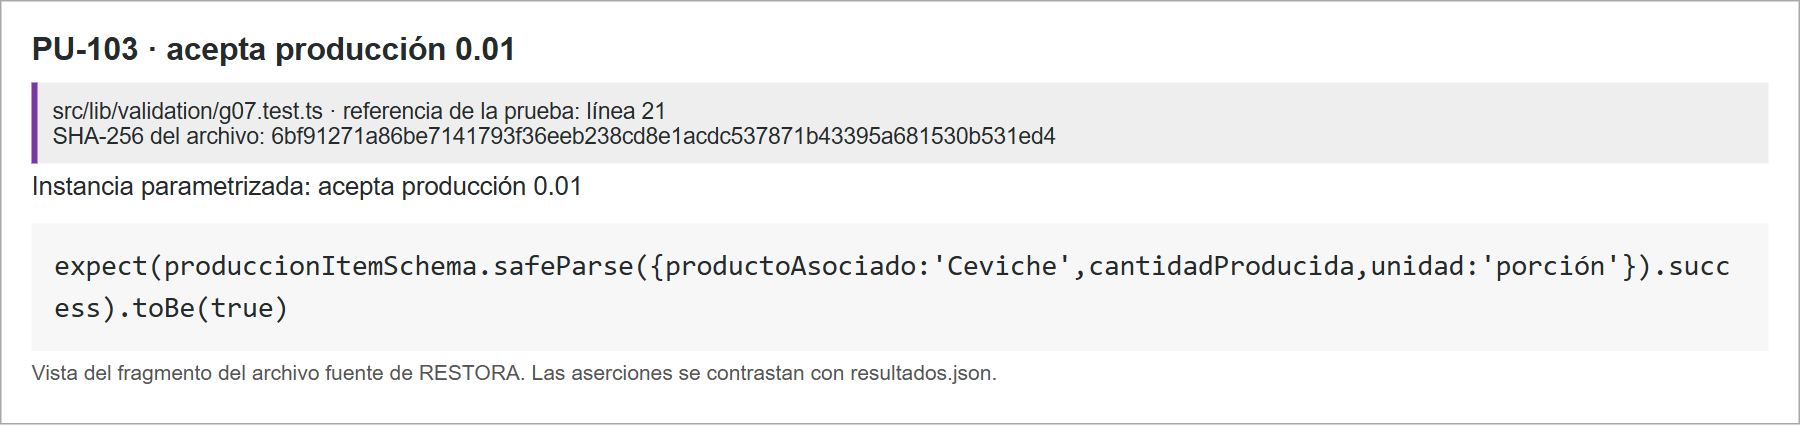 PU-103 · acepta producción 0.01
src/lib/validation/g07.test.ts · referencia de la prueba: línea 21
SHA-256 del archivo: 6bf91271a86be7141793f36eeb238cd8e1acdc537871b43395a681530b531ed4
Instancia parametrizada: acepta producción 0.01
expect(produccionItemSchema.safeParse({productoAsociado:'Ceviche',cantidadProducida,unidad:'porción'}).succ
ess).toBe(true)
Vista del fragmento del archivo fuente de RESTORA. Las aserciones se contrastan con resultados.json.